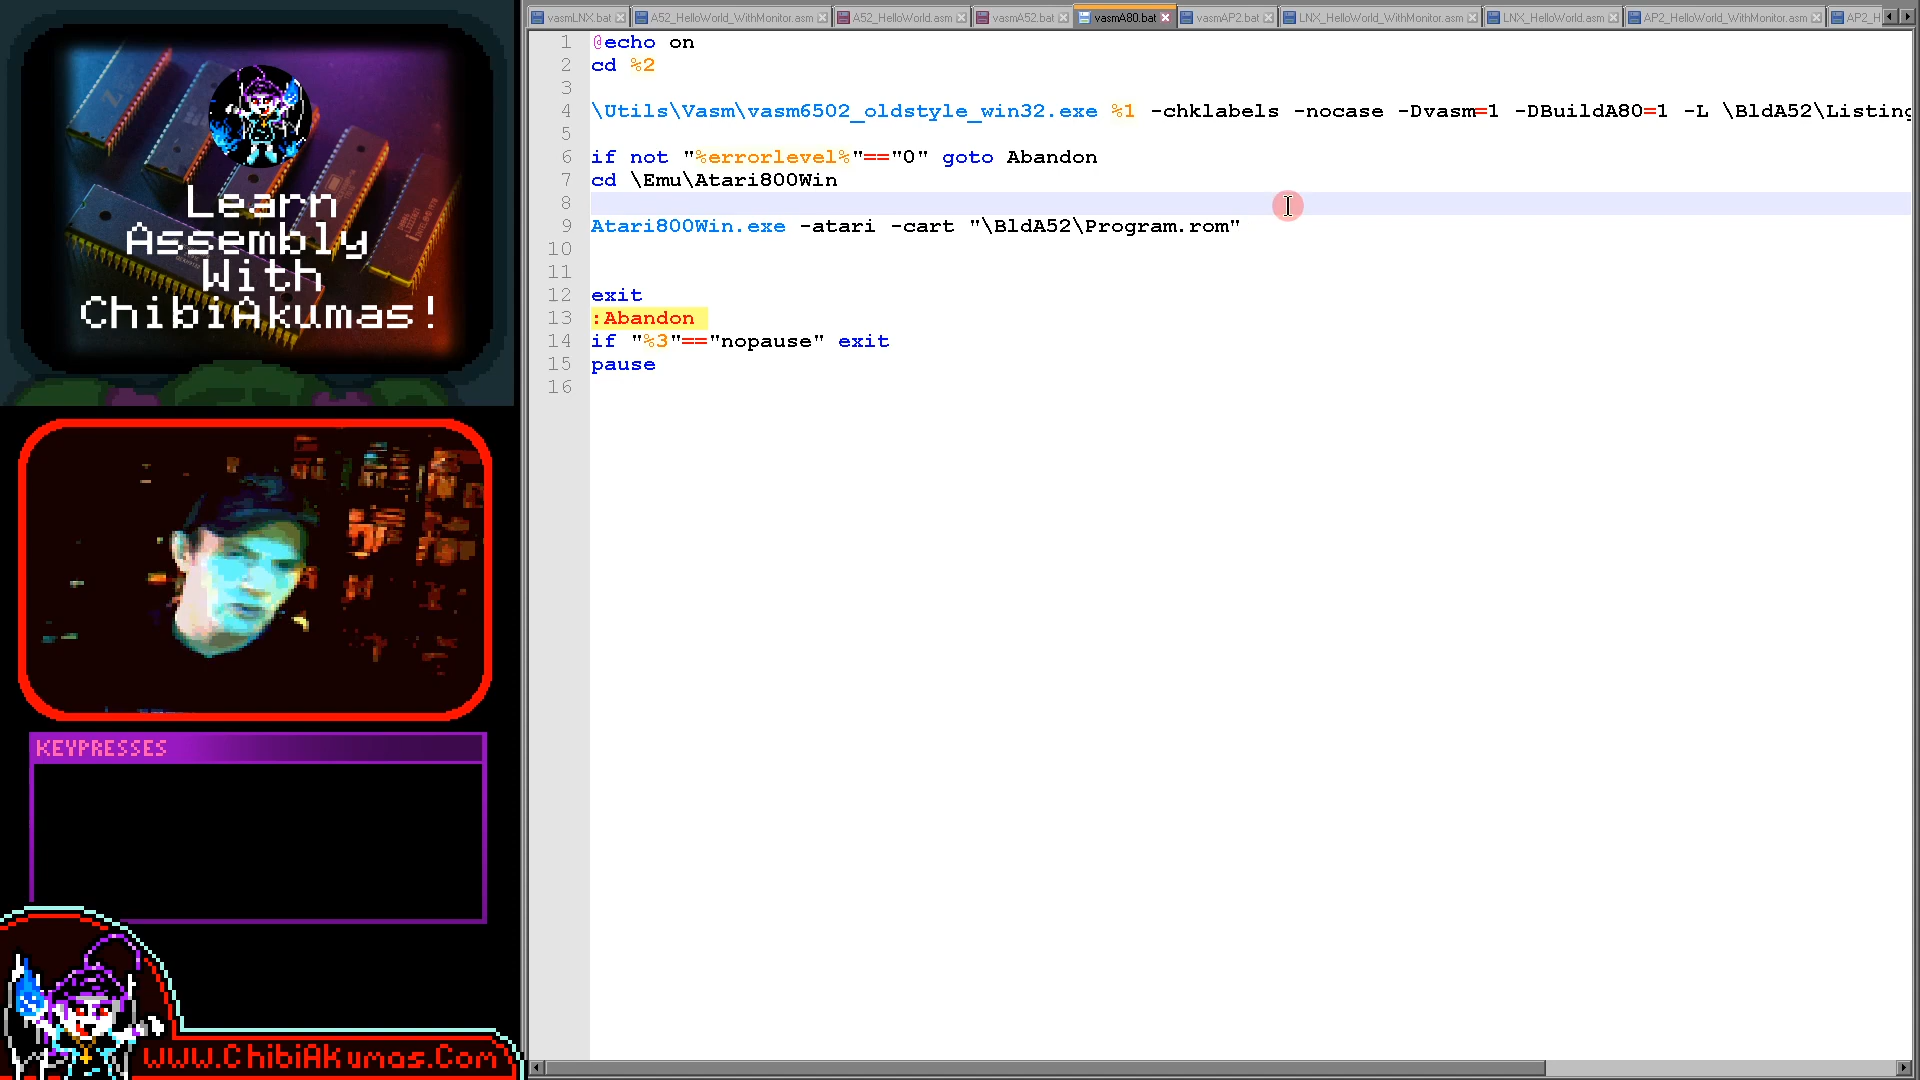 Learn
Assembly
With
ChibiAkumas!
KEYPRESSES
WWW.ChibiAkumas.Com
vasmLNX.bat
A52_HelloWorld_WithMonitor.asm
A52_HelloWorld.asm
vasmA52.bat
vasmA80.bat
vasmAP2.bat
LNX_HelloWorld_WithMonitor.asm
LNX_HelloWorld.asm
AP2_HelloWorld_WithMonitor.asm
AP2_H
1 @echo on
2 cd %2
3
4 \Utils\Vasm\vasm6502_oldstyle_win32.exe %1 -chklabels -nocase -Dvasm=1 -DBuildA80=1 -L \BldA52\Listing
5
6 if not "%errorlevel%"=="0" goto Abandon
7 cd \Emu\Atari800Win
8
9 Atari800Win.exe -atari -cart "\BldA52\Program.rom"
10
11
12 exit
13 :Abandon
14 if "%3"=="nopause" exit
15 pause
16